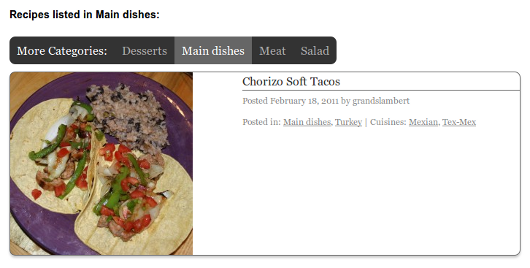 Recipes listed in Main dishes:
More Categories: Desserts Main dishes Meat Salad
Chorizo Soft Tacos
Posted February 18, 2011 by grandslambert
Posted in: Main dishes, Turkey | Cuisines: Mexian, Tex-Mex